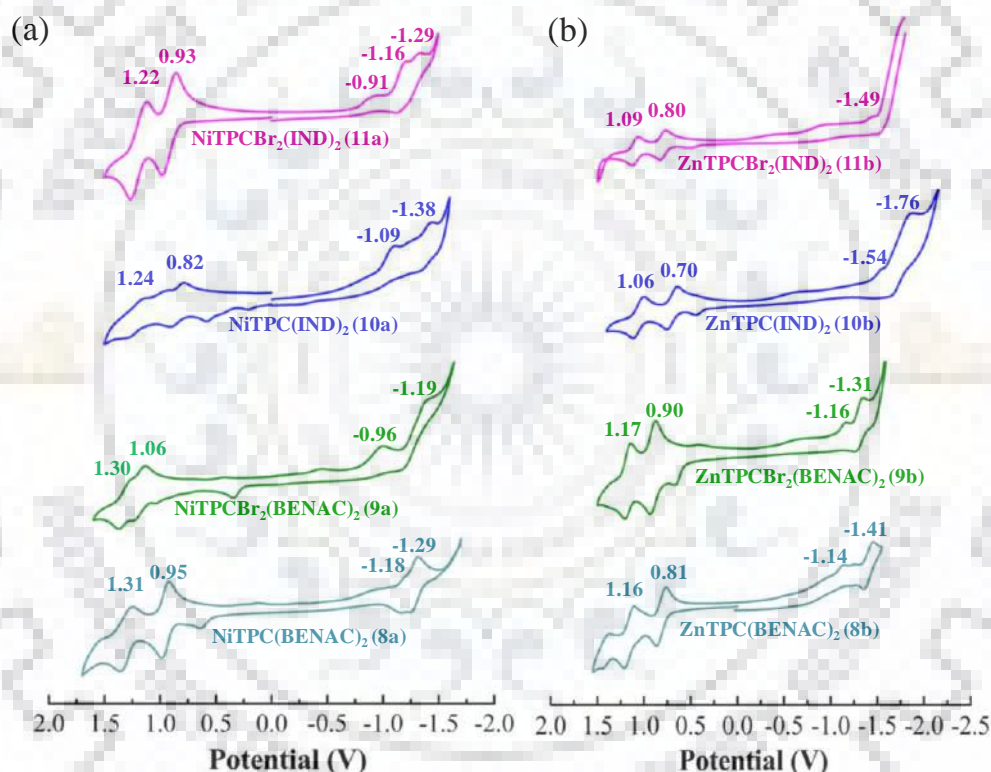 (a)
-1.29
-1.16
0.93
1.22
-0.91
NiTPCBr₂(IND)₂ (11a)
-1.38
-1.09
0.82
1.24
NiTPC(IND)₂ (10a)
-1.19
-0.96
1.06
1.30
NiTPCBr₂(BENAC)₂ (9a)
-1.29
-1.18
0.95
1.31
NiTPC(BENAC)₂ (8a)
2.0 1.5 1.0 0.5 0.0 -0.5 -1.0 -1.5 -2.0
Potential (V)
(b)
-1.49
0.80
1.09
ZnTPCBr₂(IND)₂ (11b)
-1.76
-1.54
0.70
1.06
ZnTPC(IND)₂ (10b)
-1.31
-1.16
0.90
1.17
ZnTPCBr₂(BENAC)₂ (9b)
-1.41
-1.14
0.81
1.16
ZnTPC(BENAC)₂ (8b)
2.0 1.5 1.0 0.5 0.0 -0.5 -1.0 -1.5 -2.0 -2.5
Potential (V)